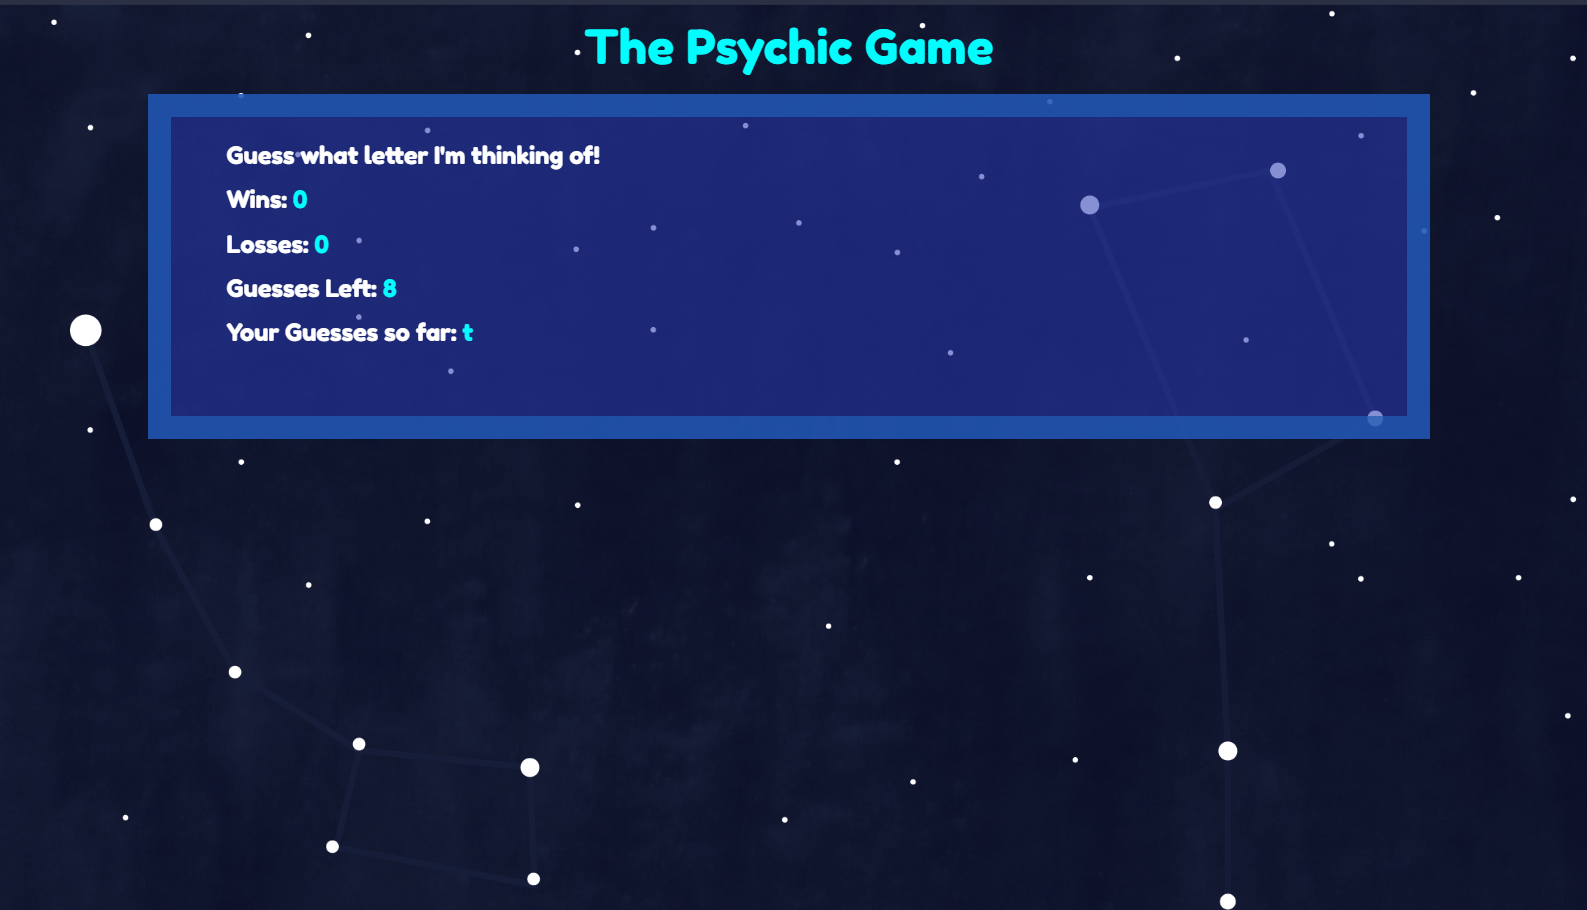 The Psychic Game
Guess what letter I'm thinking of!
Wins: 0
Losses: 0
Guesses Left: 8
Your Guesses so far: t